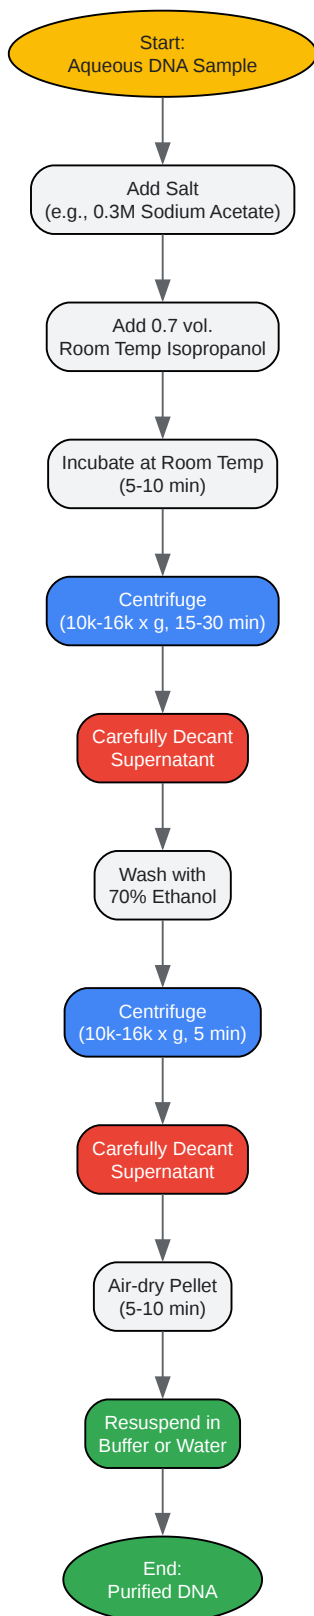 Start:
Aqueous DNA Sample
Add Salt
(e.g., 0.3M Sodium Acetate)
Add 0.7 vol.
Room Temp Isopropanol
Incubate at Room Temp
(5-10 min)
Centrifuge
(10k-16k x g, 15-30 min)
Carefully Decant
Supernatant
Wash with
70% Ethanol
Centrifuge
(10k-16k x g, 5 min)
Carefully Decant
Supernatant
Air-dry Pellet
(5-10 min)
Resuspend in
Buffer or Water
End:
Purified DNA